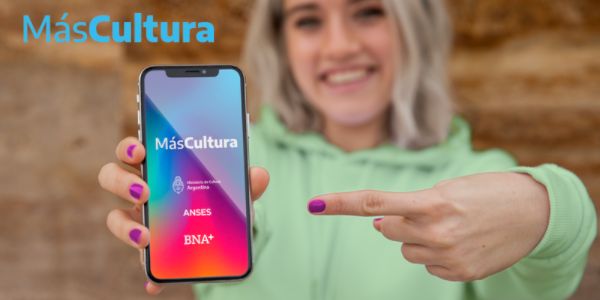 MásCultura
MásCultura
Ministerio de Cultura
Argentina
ANSES
BNA+